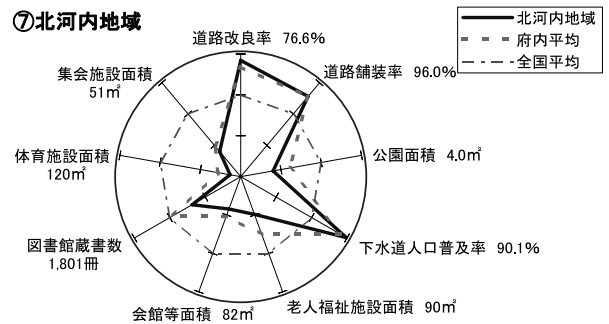 ⑦北河内地域
北河内地域
府内平均
全国平均
道路改良率 76.6%
道路舗装率 96.0%
公園面積 4.0㎡
下水道人口普及率 90.1%
老人福祉施設面積 90㎡
会館等面積 82㎡
図書館蔵書数
1,801冊
体育施設面積
120㎡
集会施設面積
51㎡